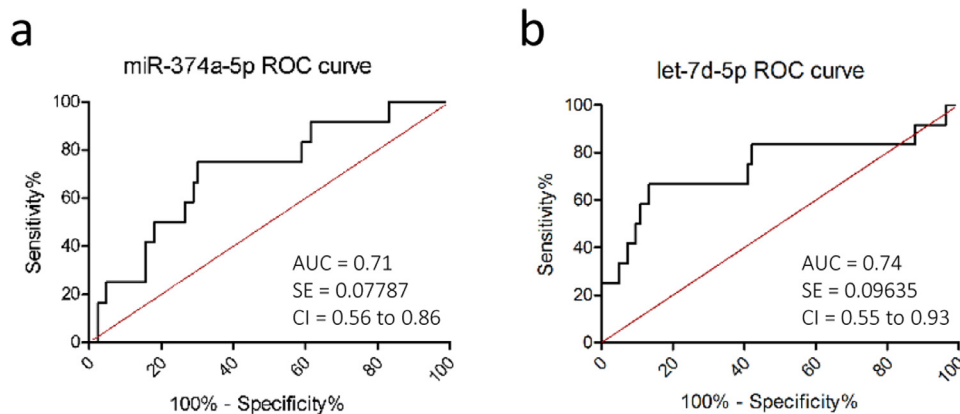 a
miR-374a-5p ROC curve
Sensitivity%
100
80
60
40
20
0
AUC = 0.71
SE = 0.07787
CI = 0.56 to 0.86
0
20
40
60
80
100
100% - Specificity%
b
let-7d-5p ROC curve
Sensitivity%
100
80
60
40
20
0
AUC = 0.74
SE = 0.09635
CI = 0.55 to 0.93
0
20
40
60
80
100
100% - Specificity%